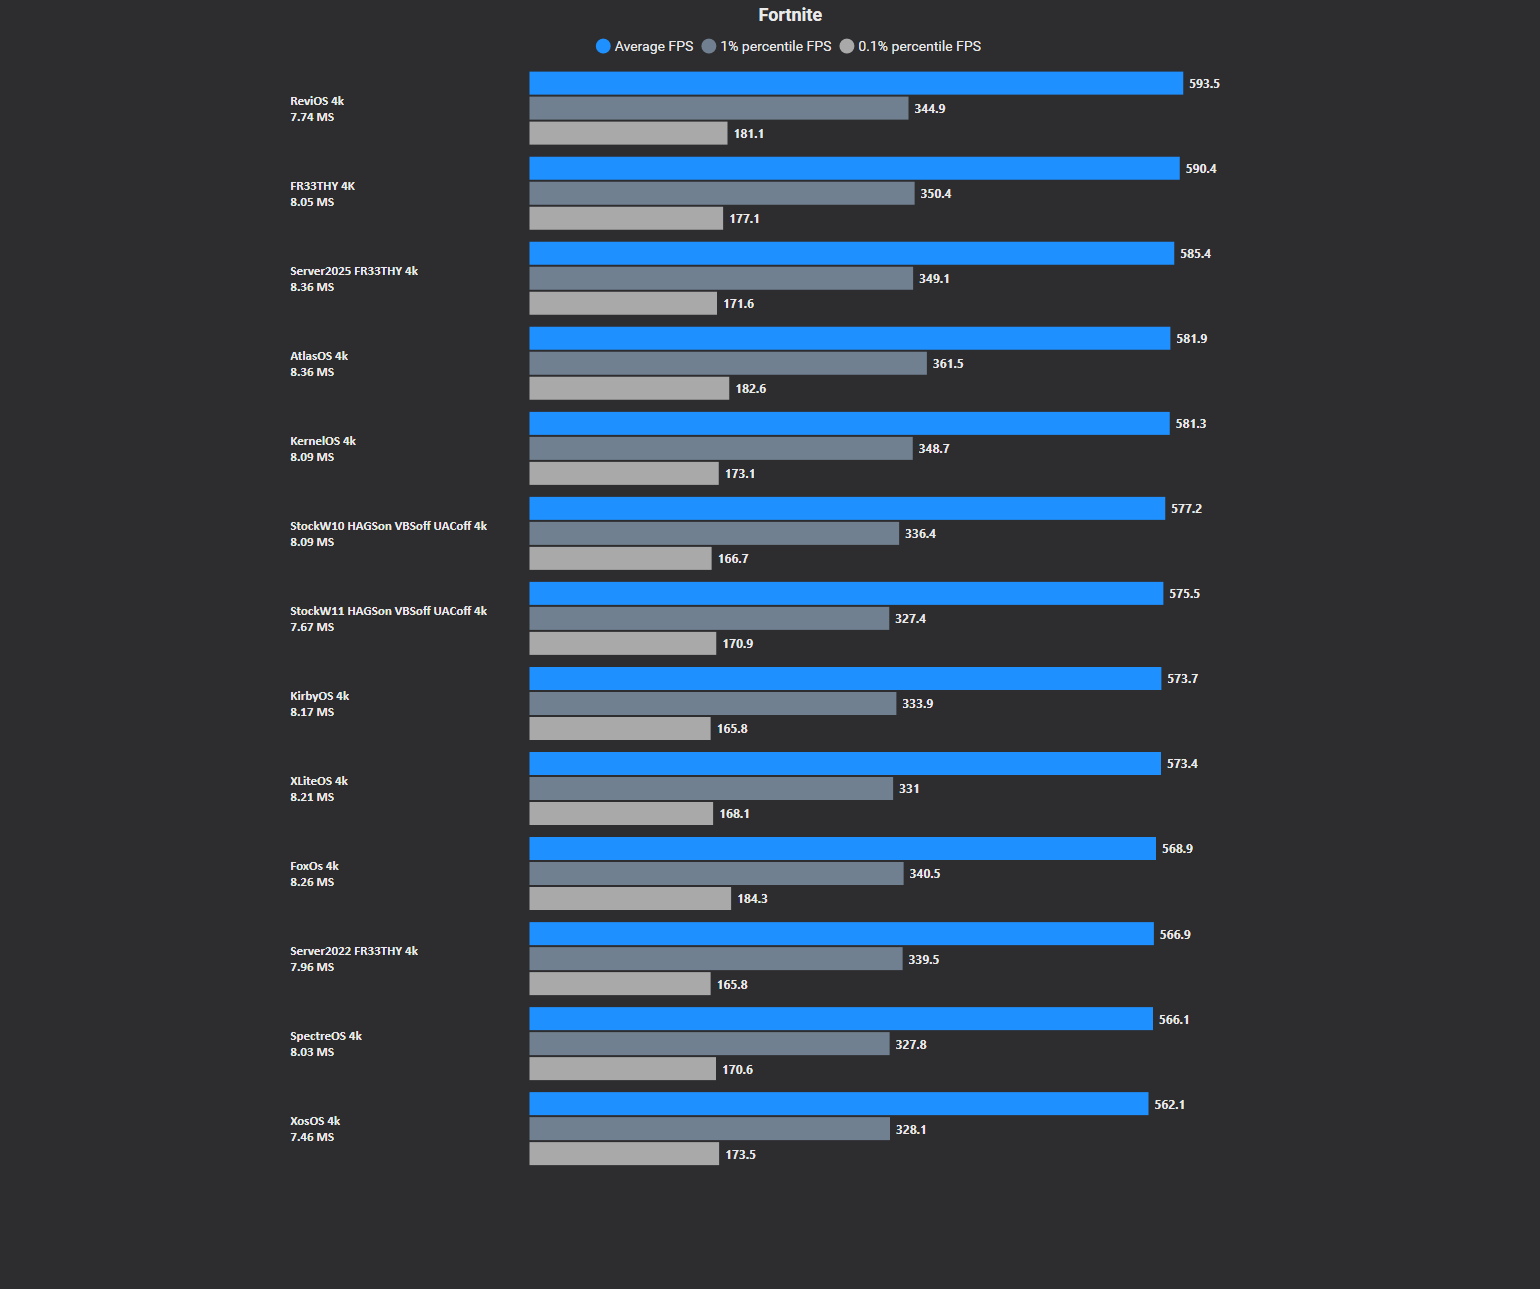 Fortnite
Average FPS 1% percentile FPS 0.1% percentile FPS
593.5
ReviOS 4k
344.9
7.74 MS
181.1
590.4
FR33THY 4K
350.4
8.05 MS
177.1
585.4
Server2025 FR33THY 4k
349.1
8.36 MS
171.6
581.9
AtlasOS 4k
361.5
8.36 MS
182.6
581.3
KernelOS 4k
348.7
8.09 MS
173.1
577.2
StockW10 HAGSon VBSoff UACoff 4k
336.4
8.09 MS
166.7
575.5
StockW11 HAGSon VBSoff UACoff 4k
327.4
7.67 MS
170.9
573.7
KirbyOS 4k
333.9
8.17 MS
165.8
573.4
XLiteOS 4k
331
8.21 MS
168.1
568.9
FoxOs 4k
340.5
8.26 MS
184.3
566.9
Server2022 FR33THY 4k
339.5
7.96 MS
165.8
566.1
SpectreOS 4k
327.8
8.03 MS
170.6
562.1
XosOS 4k
328.1
7.46 MS
173.5